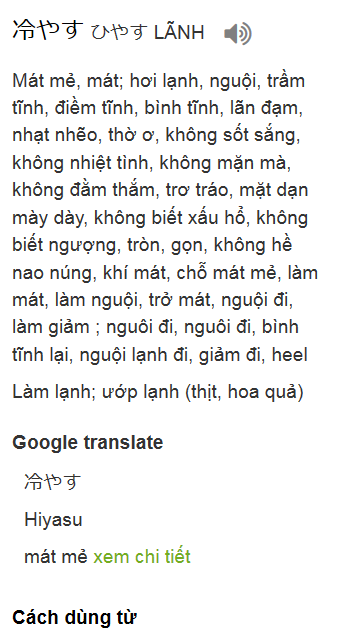 冷やす ひやす LÃNH
Mát mẻ, mát; hơi lạnh, nguội, trầm
tĩnh, điềm tĩnh, bình tĩnh, lãn đạm,
nhạt nhẽo, thờ ơ, không sốt sắng,
không nhiệt tình, không mặn mà,
không đằm thắm, trơ tráo, mặt dạn
mày dày, không biết xấu hổ, không
biết ngượng, tròn, gọn, không hề
nao núng, khí mát, chỗ mát mẻ, làm
mát, làm nguội, trở mát, nguội đi,
làm giảm ; nguôi đi, nguôi đi, bình
tĩnh lại, nguội lạnh đi, giảm đi, heel
Làm lạnh; ướp lạnh (thịt, hoa quả)
Google translate
冷やす
Hiyasu
mát mẻ xem chi tiết
Cách dùng từ